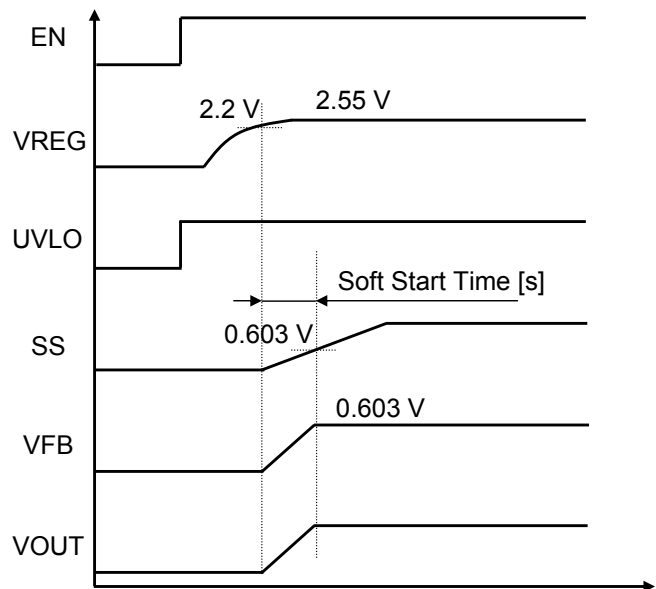 EN
2.2 V
2.55 V
VREG
UVLO
Soft Start Time [s]
0.603 V
SS
0.603 V
VFB
VOUT